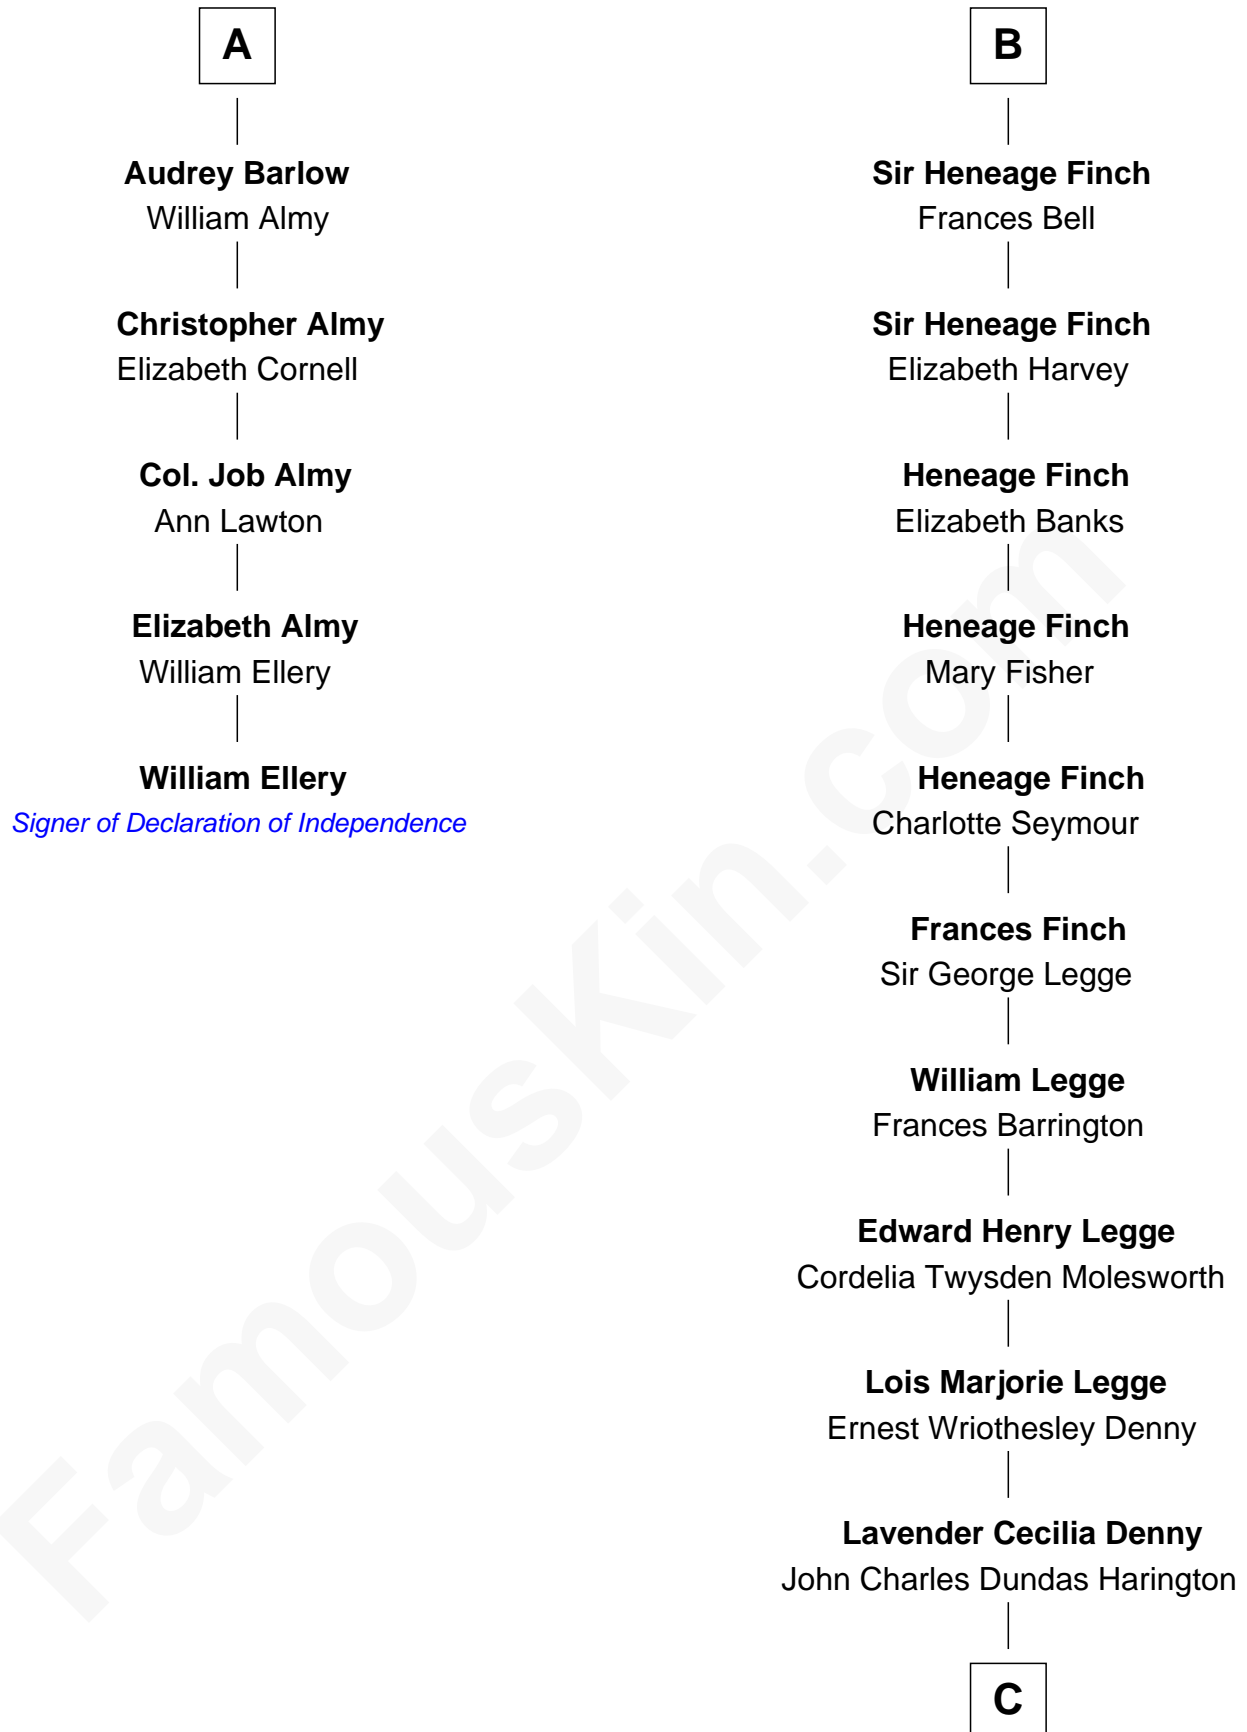 A
Audrey Barlow
William Almy
Christopher Almy
Elizabeth Cornell
Col. Job Almy
Ann Lawton
Elizabeth Almy
William Ellery
William Ellery
Signer of Declaration of Independence
B
Sir Heneage Finch
Frances Bell
Sir Heneage Finch
Elizabeth Harvey
Heneage Finch
Elizabeth Banks
Heneage Finch
Mary Fisher
Heneage Finch
Charlotte Seymour
Frances Finch
Sir George Legge
William Legge
Frances Barrington
Edward Henry Legge
Cordelia Twysden Molesworth
Lois Marjorie Legge
Ernest Wriothesley Denny
Lavender Cecilia Denny
John Charles Dundas Harington
C
FamousKin.com